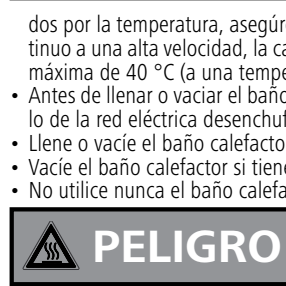 dos por la temperatura, asegúr
tinuo a una alta velocidad, la ca
máxima de 40 °C (a una tempe
• Antes de llenar o vaciar el baño
lo de la red eléctrica desenchuf
• Llene o vacíe el baño calefacto
• Vacíe el baño calefactor si tiene
• No utilice nunca el baño calefa
PELIGRO